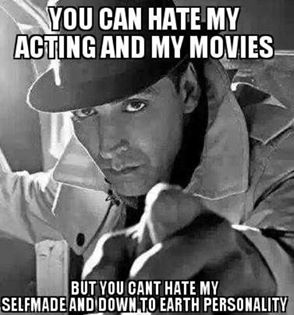 YOU CAN HATE MY
ACTING AND MY MOVIES
BUT YOU CANT HATE MY
SELFMADE AND DOWN TO EARTH PERSONALITY